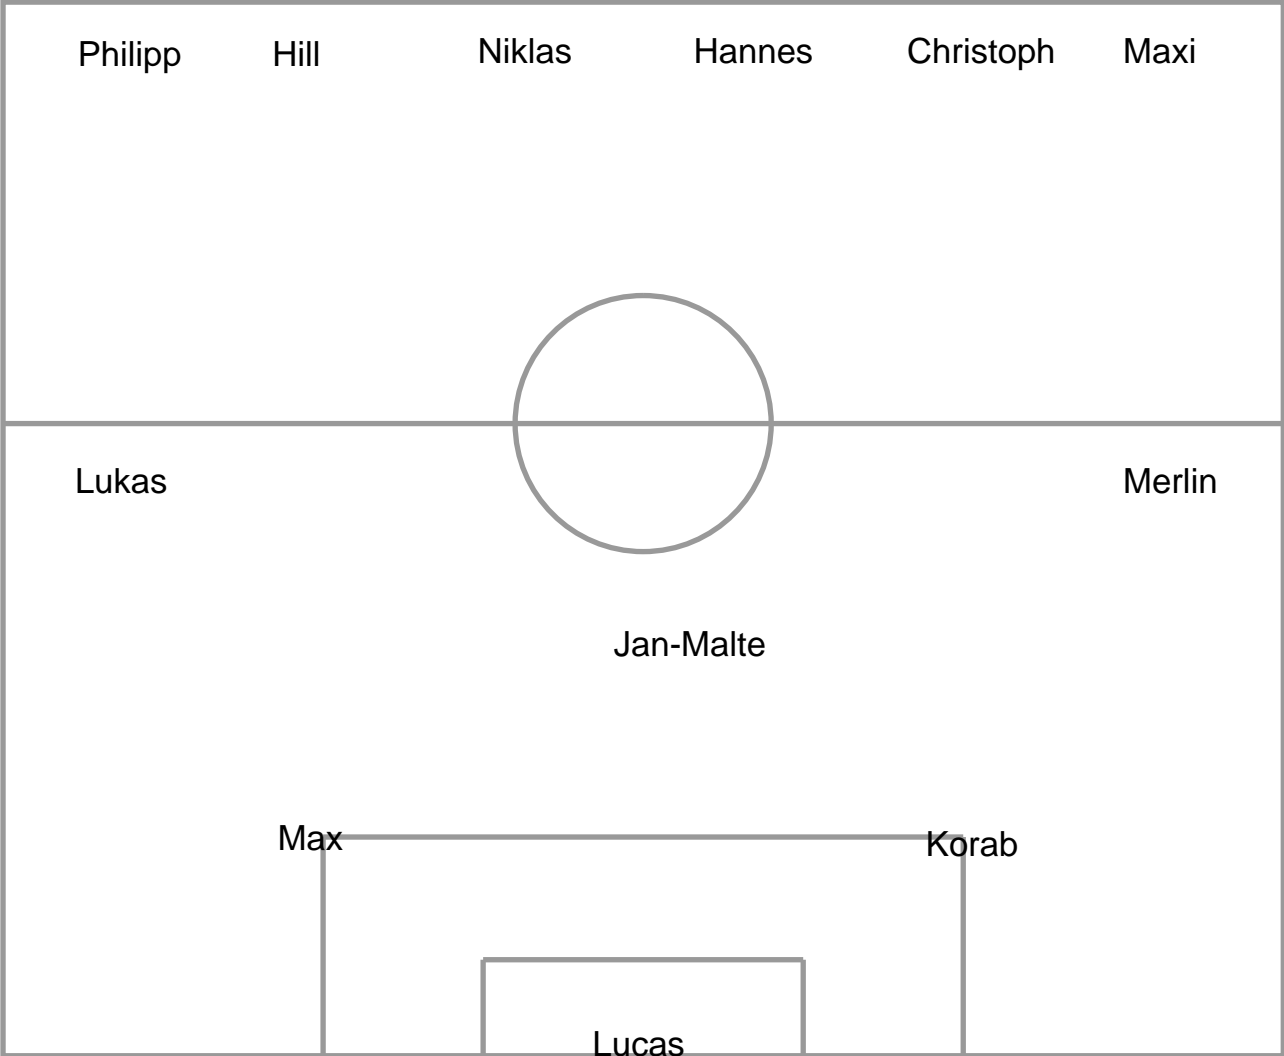 Philipp Hill Niklas Hannes Christoph Maxi
Lukas Merlin
Jan-Malte
Max Korab
Lucas